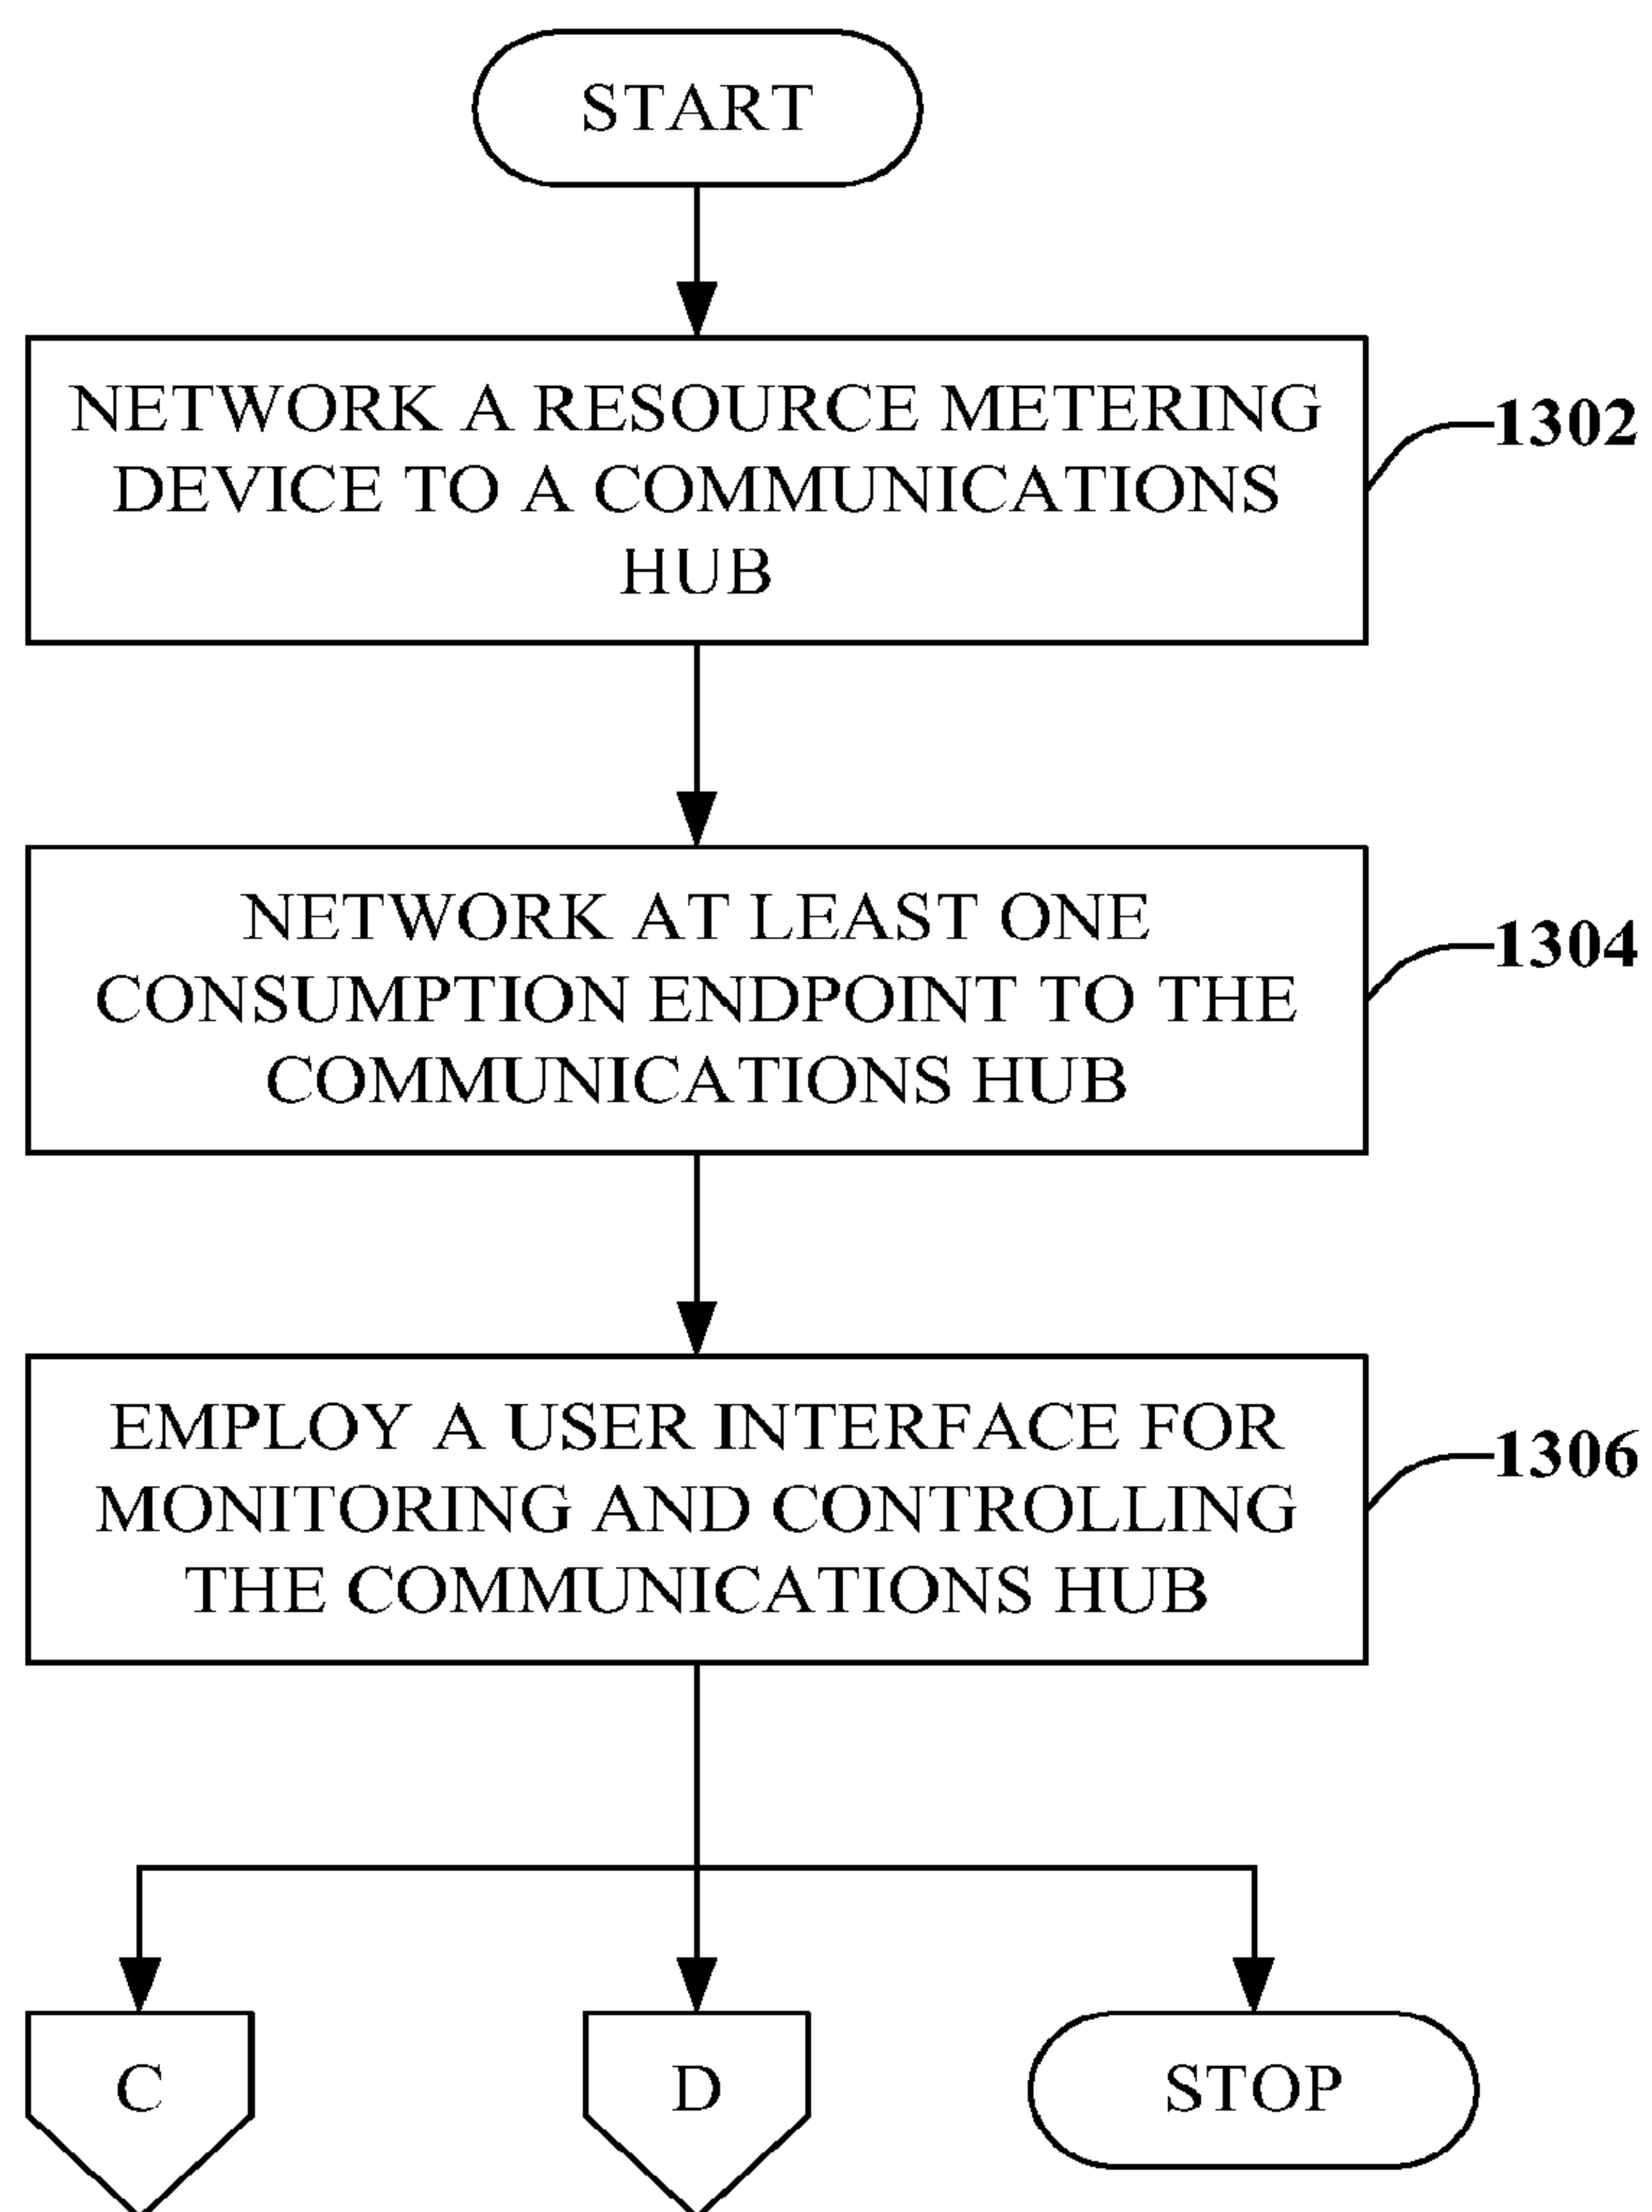 START
NETWORK A RESOURCE METERING
DEVICE TO A COMMUNICATIONS
HUB
1302
NETWORK AT LEAST ONE
CONSUMPTION ENDPOINT TO THE
COMMUNICATIONS HUB
1304
EMPLOY A USER INTERFACE FOR
MONITORING AND CONTROLLING
THE COMMUNICATIONS HUB
1306
C
D
STOP